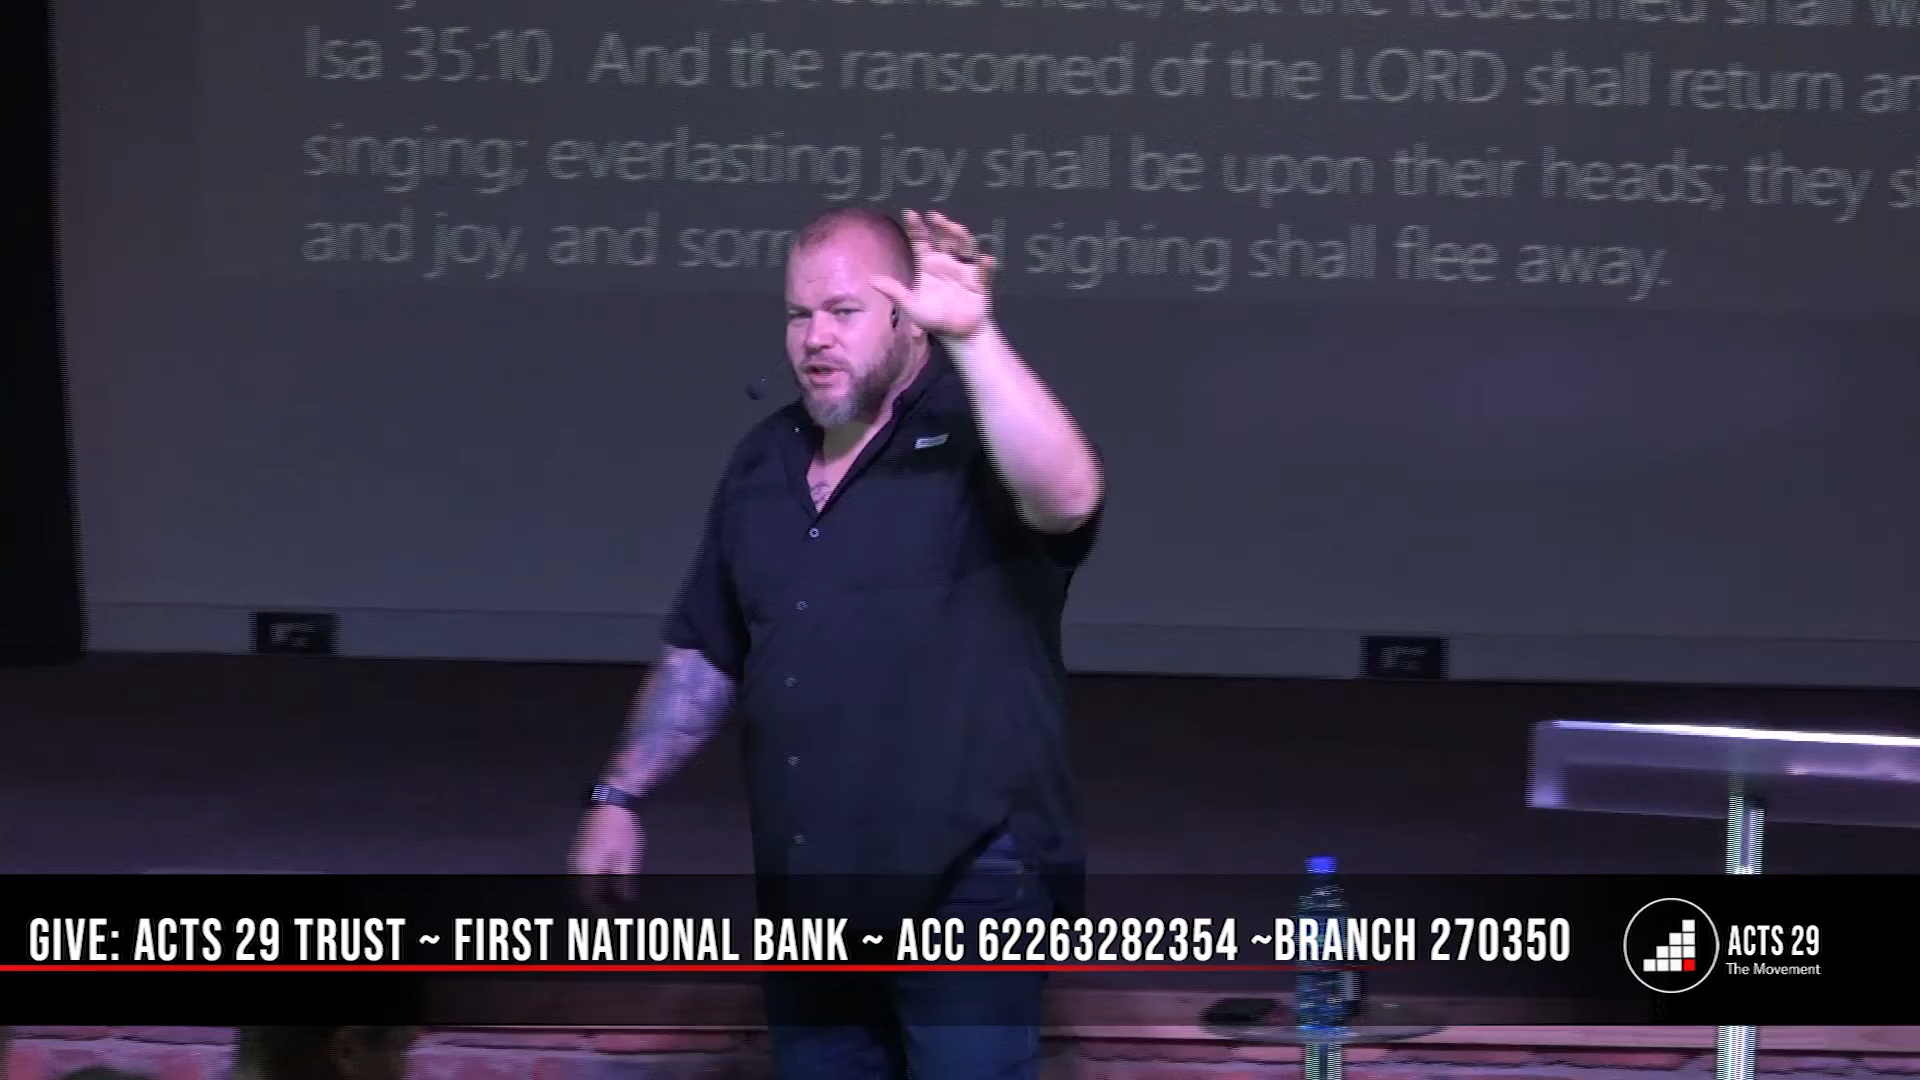 shall
Isa 35:10 And the ransomed of the LORD shall return
singing; everlasting joy shall be upon their heads; they
and joy, and sighing shall flee away.
GIVE: ACTS 29 TRUST ~ FIRST NATIONAL BANK ~ ACC 62263282354 ~BRANCH 270350
ACTS 29
The Movement